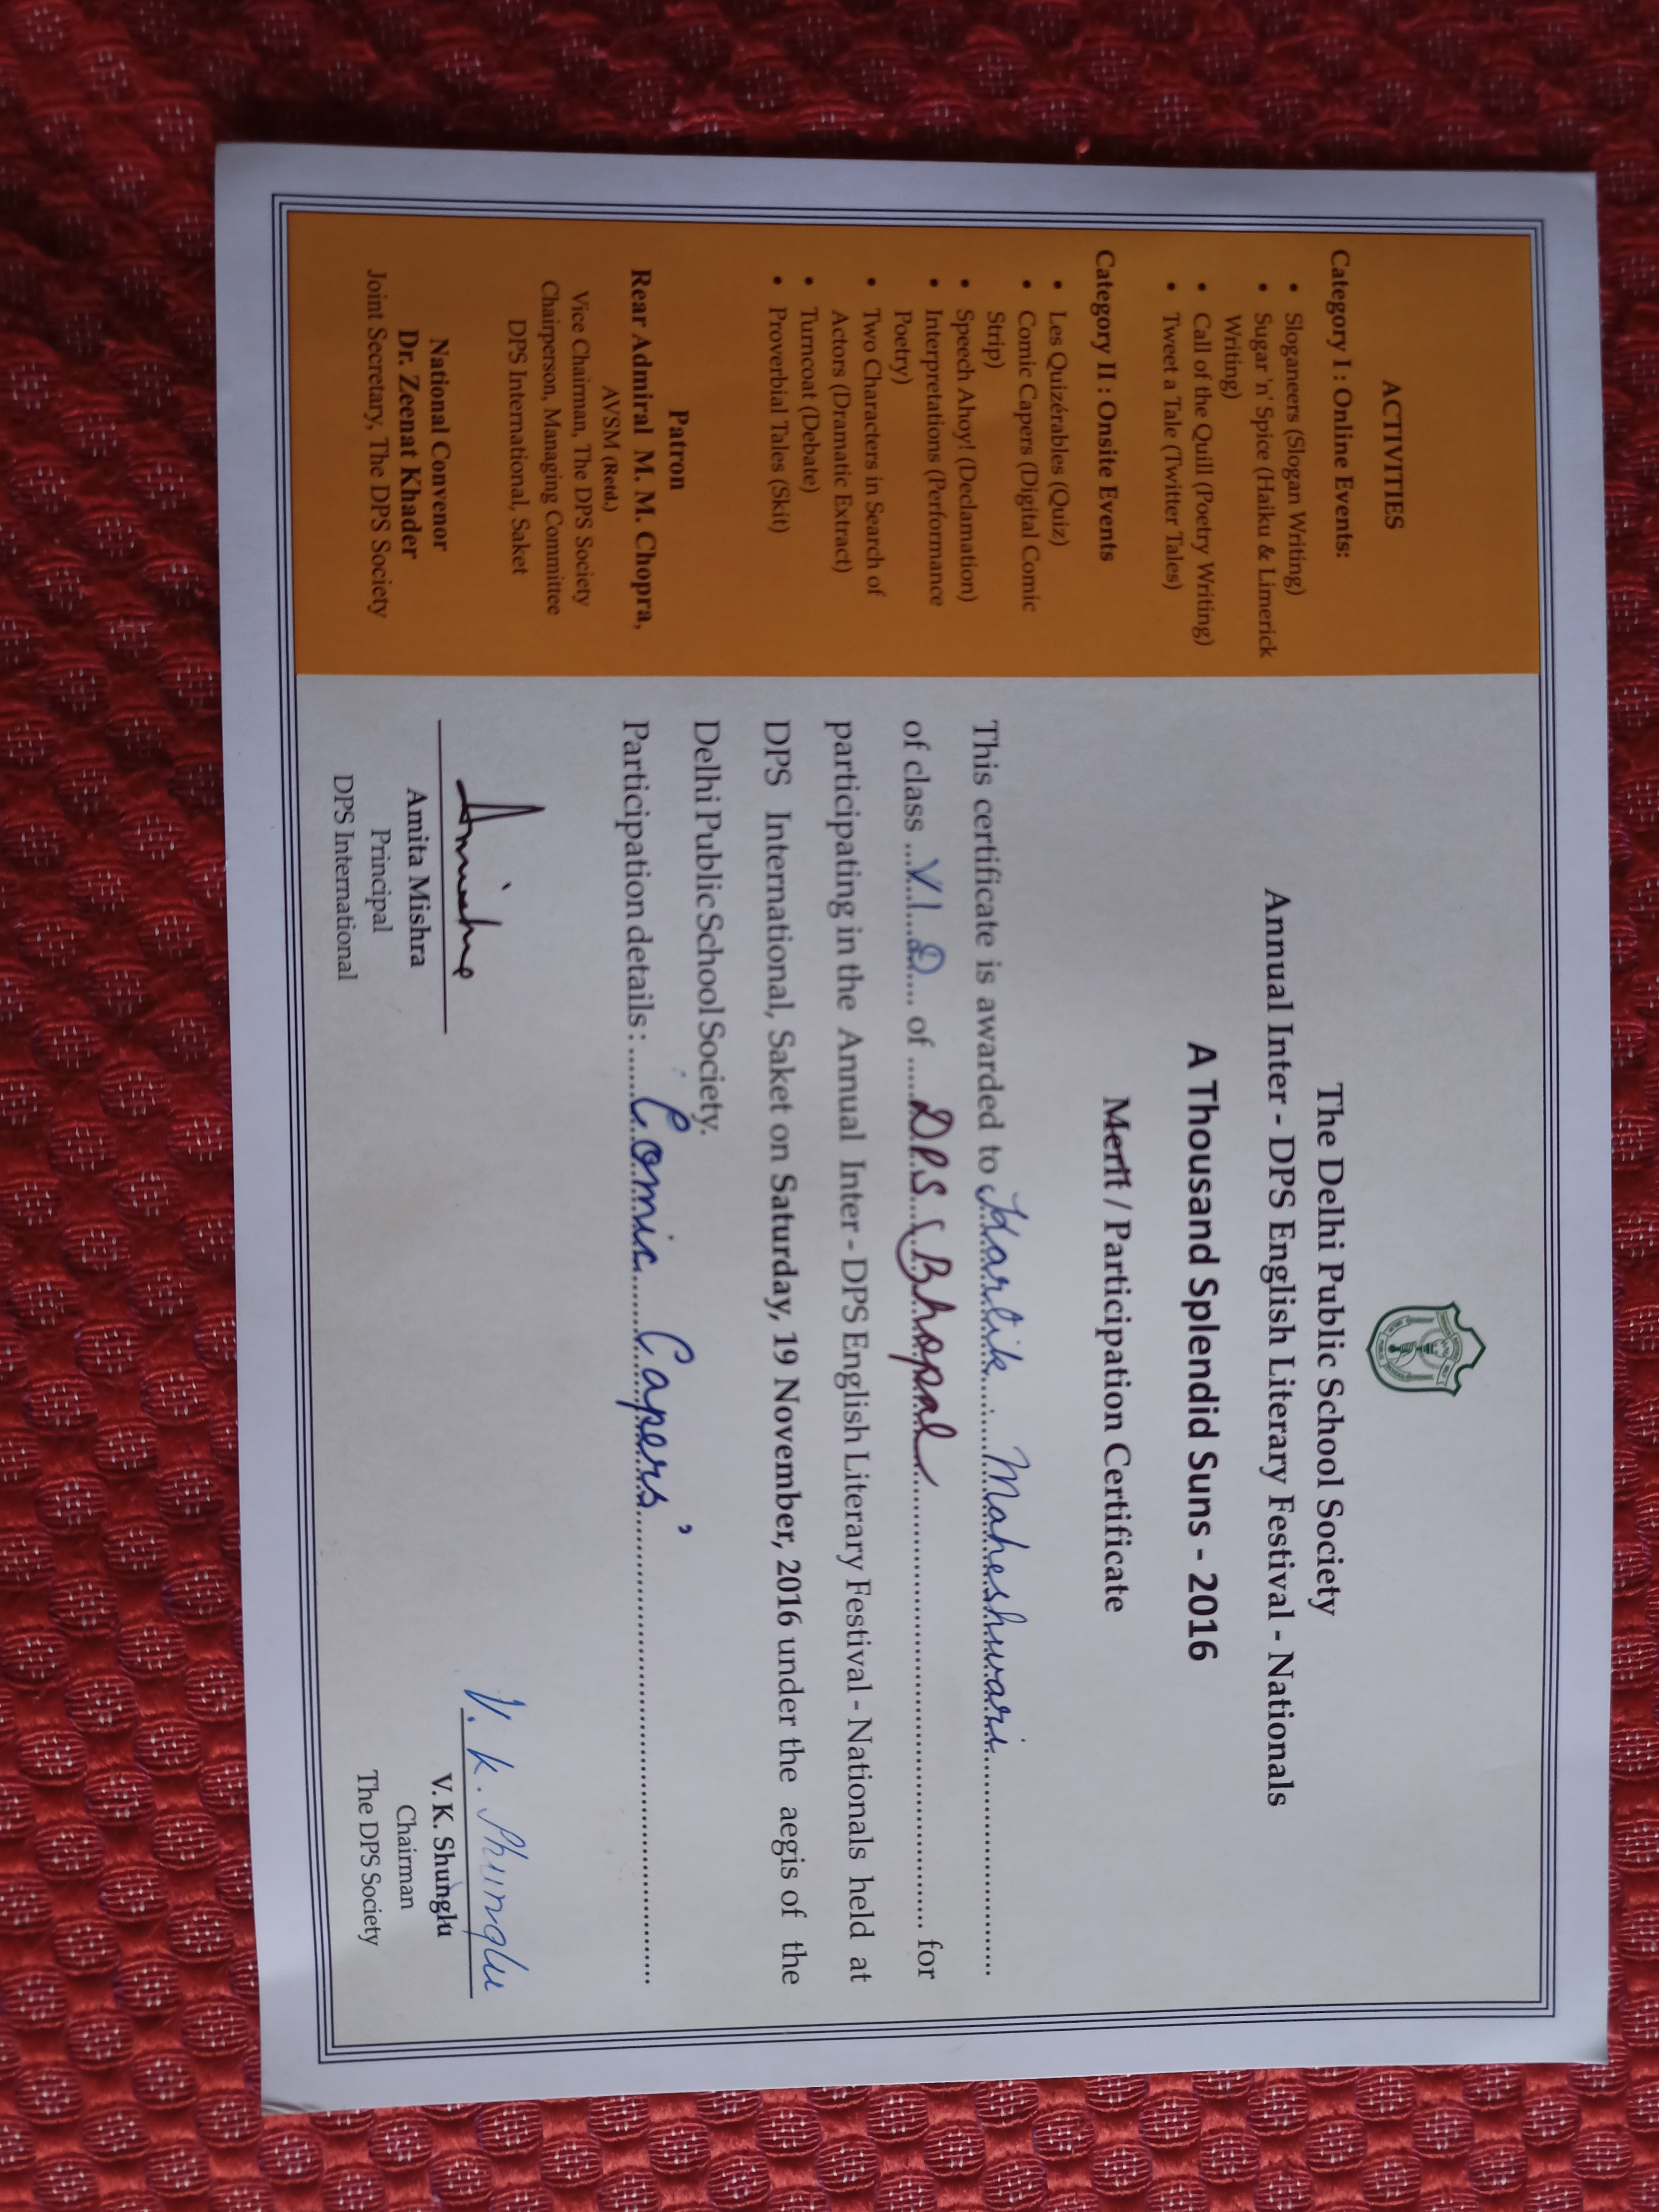 ACTIVITIES
Category I : Online Events:
• Sloganeers (Slogan Writing)
• Sugar 'n' Spice (Haiku & Limerick
Writing)
• Call of the Quill (Poetry Writing)
• Tweet a Tale (Twitter Tales)
Category II : Onsite Events
• Les Quizérables (Quiz)
• Comic Capers (Digital Comic
Strip)
• Speech Ahoy! (Declamation)
• Interpretations (Performance
Poetry)
• Two Characters in Search of
Actors (Dramatic Extract)
• Turncoat (Debate)
• Proverbial Tales (Skit)
Patron
Rear Admiral M. M. Chopra,
AVSM (Retd.)
Vice Chairman, The DPS Society
Chairperson, Managing Committee
DPS International, Saket
National Convenor
Dr. Zeenat Khader
Joint Secretary, The DPS Society
The Delhi Public School Society
Annual Inter - DPS English Literary Festival - Nationals
A Thousand Splendid Suns - 2016
Merit / Participation Certificate
This certificate is awarded to Kartik Maheshwari
of class VI D of DPS Bhopal for
participating in the Annual Inter - DPS English Literary Festival - Nationals held at
DPS International, Saket on Saturday, 19 November, 2016 under the aegis of the
Delhi Public School Society.
Participation details : 'Comic Capers'
Amita Mishra
Principal
DPS International
V. K. Shunglu
V. K. Shunglu
Chairman
The DPS Society